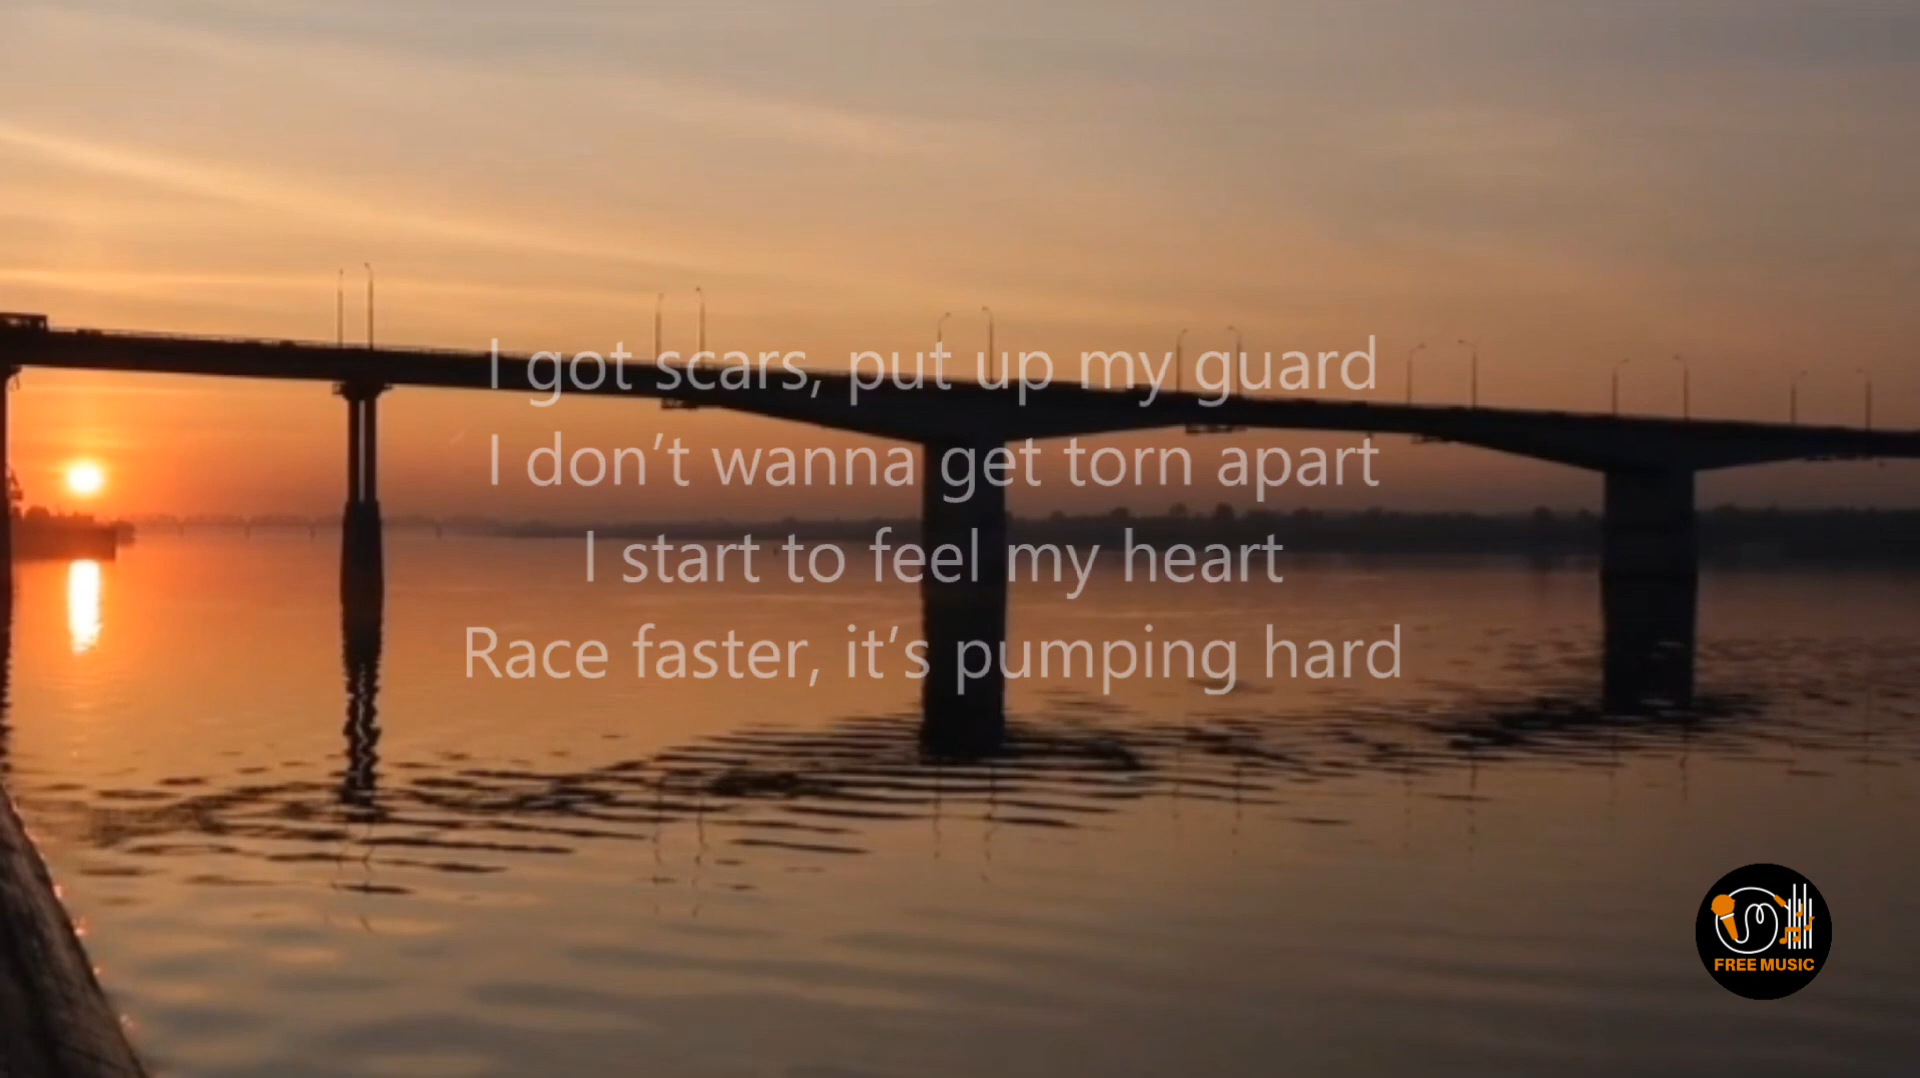 I got scars, put up my guard
I don’t wanna get torn apart
I start to feel my heart
Race faster, it’s pumping hard
FREE MUSIC